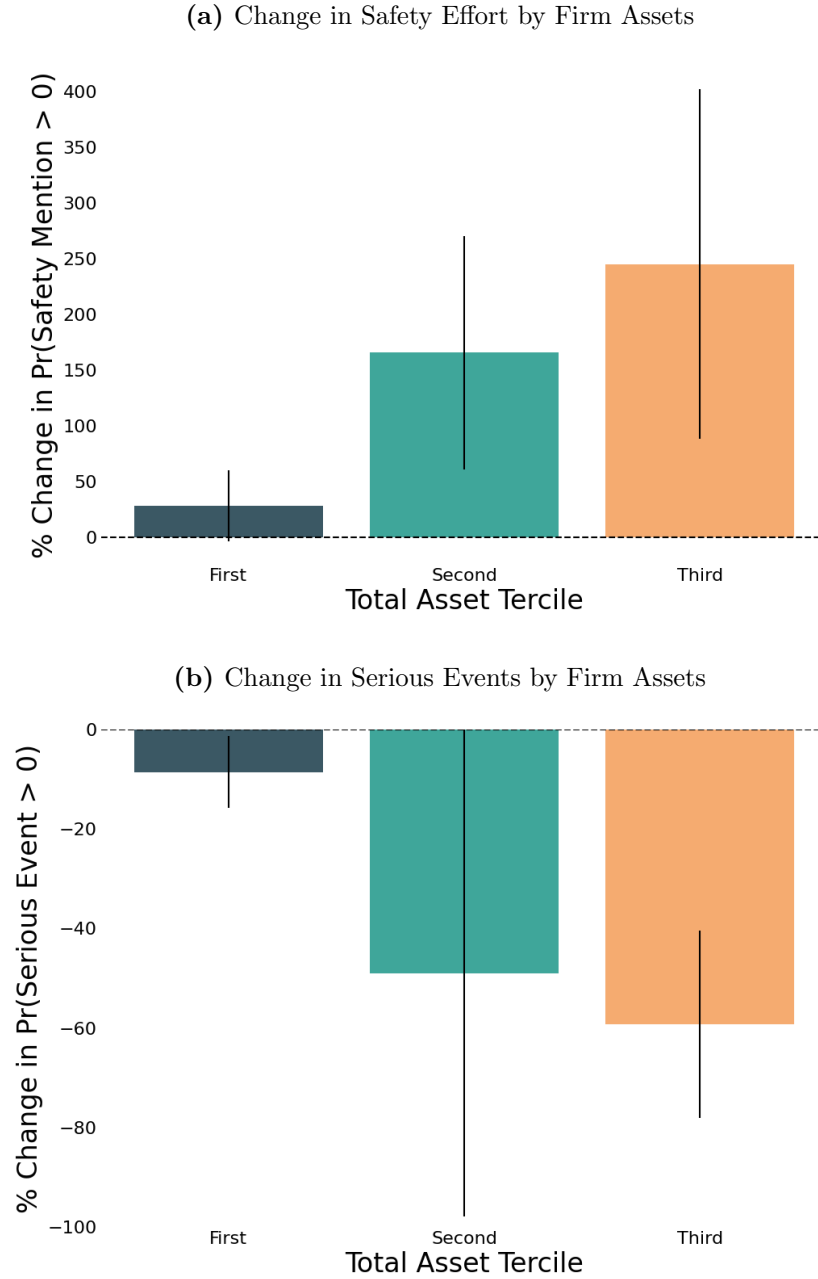 (a) Change in Safety Effort by Firm Assets
% Change in Pr(Safety Mention > 0)
400
350
300
250
200
150
100
50
0
First Second Third
Total Asset Tercile
(b) Change in Serious Events by Firm Assets
% Change in Pr(Serious Event > 0)
0
−20
−40
−60
−80
−100
First Second Third
Total Asset Tercile